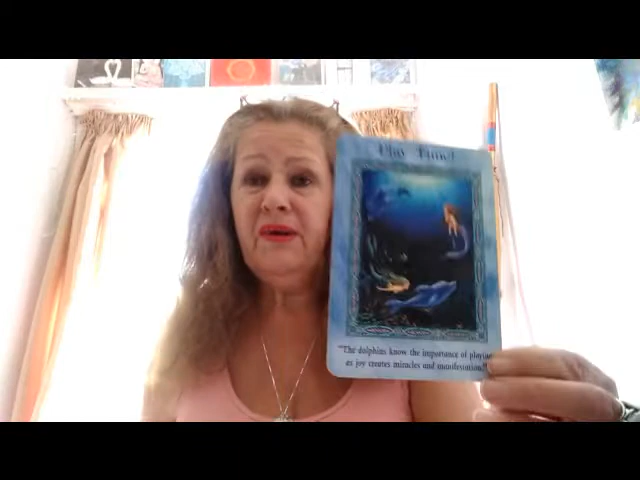 Play Time!
"The dolphins know the importance of playing
as joy creates miracles and manifestation!"